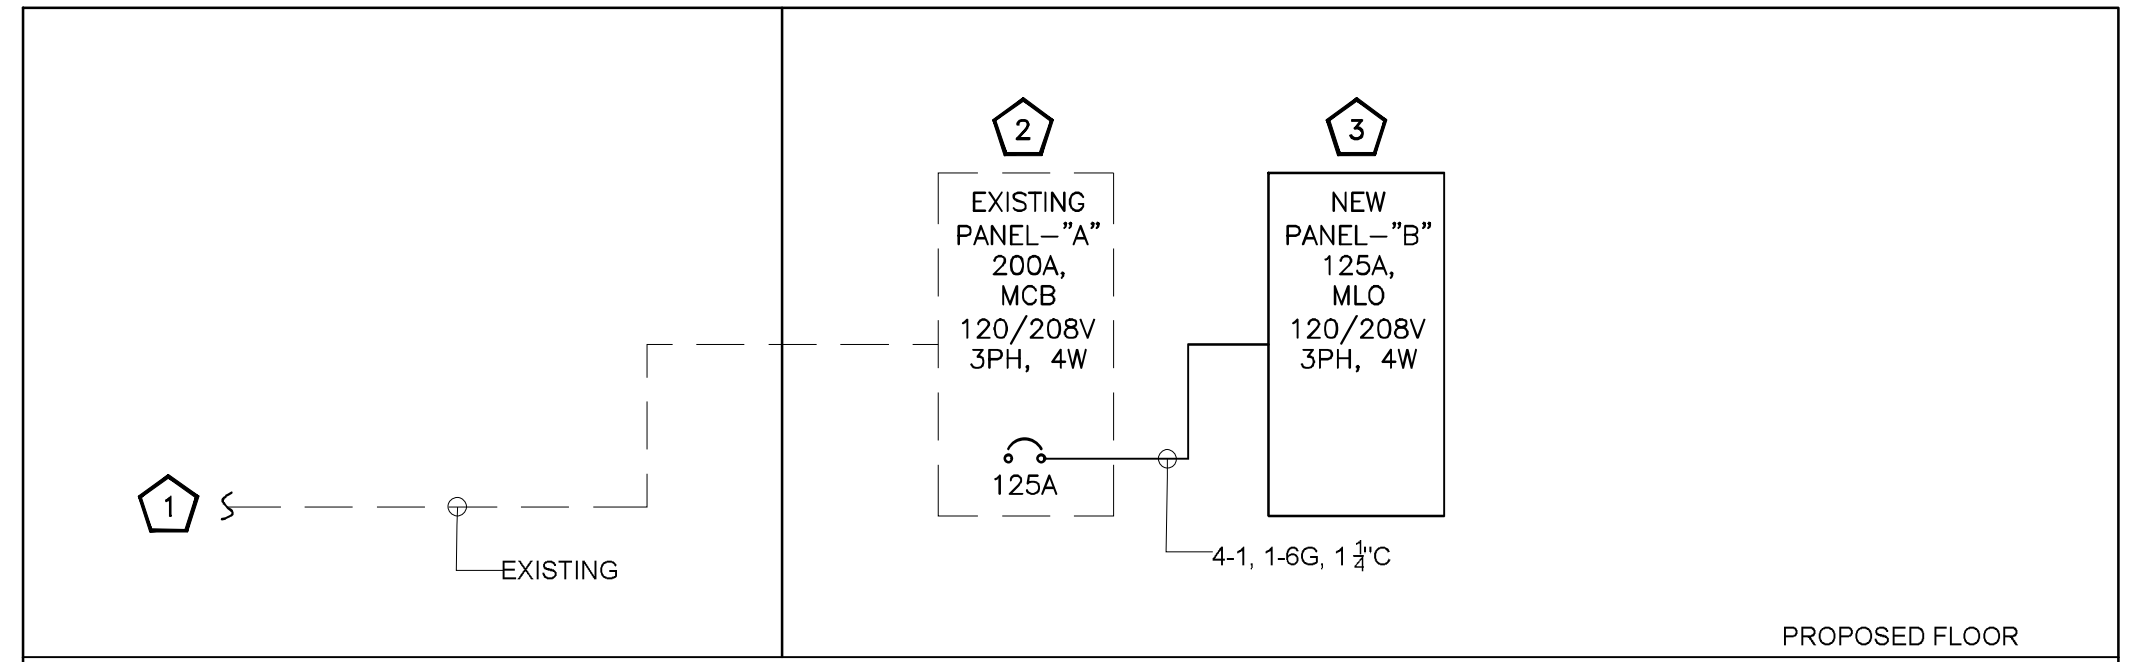 2
3
EXISTING
PANEL-"A"
200A,
MCB
120/208V
3PH, 4W
125A
NEW
PANEL-"B"
125A,
MLO
120/208V
3PH, 4W
1
EXISTING
4-1, 1-6G, 1 1/4"C
PROPOSED FLOOR